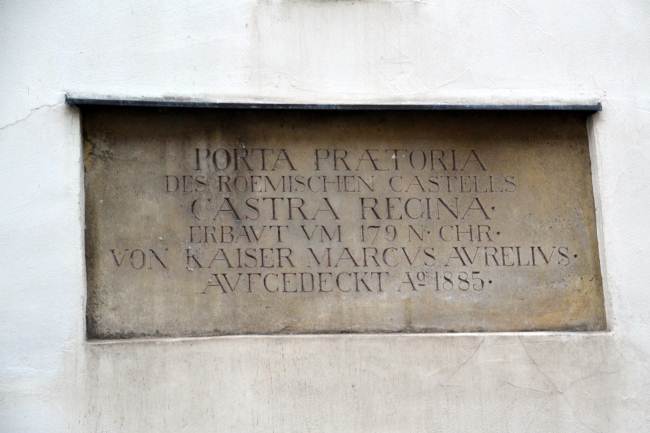 PORTA PRÆTORIA
DES ROEMISCHEN CASTELLS
CASTRA REGINA·
ERBAVT VM 179 N· CHR·
VON KAISER MARCVS AVRELIVS·
AVFGEDECKT Aº 1885·